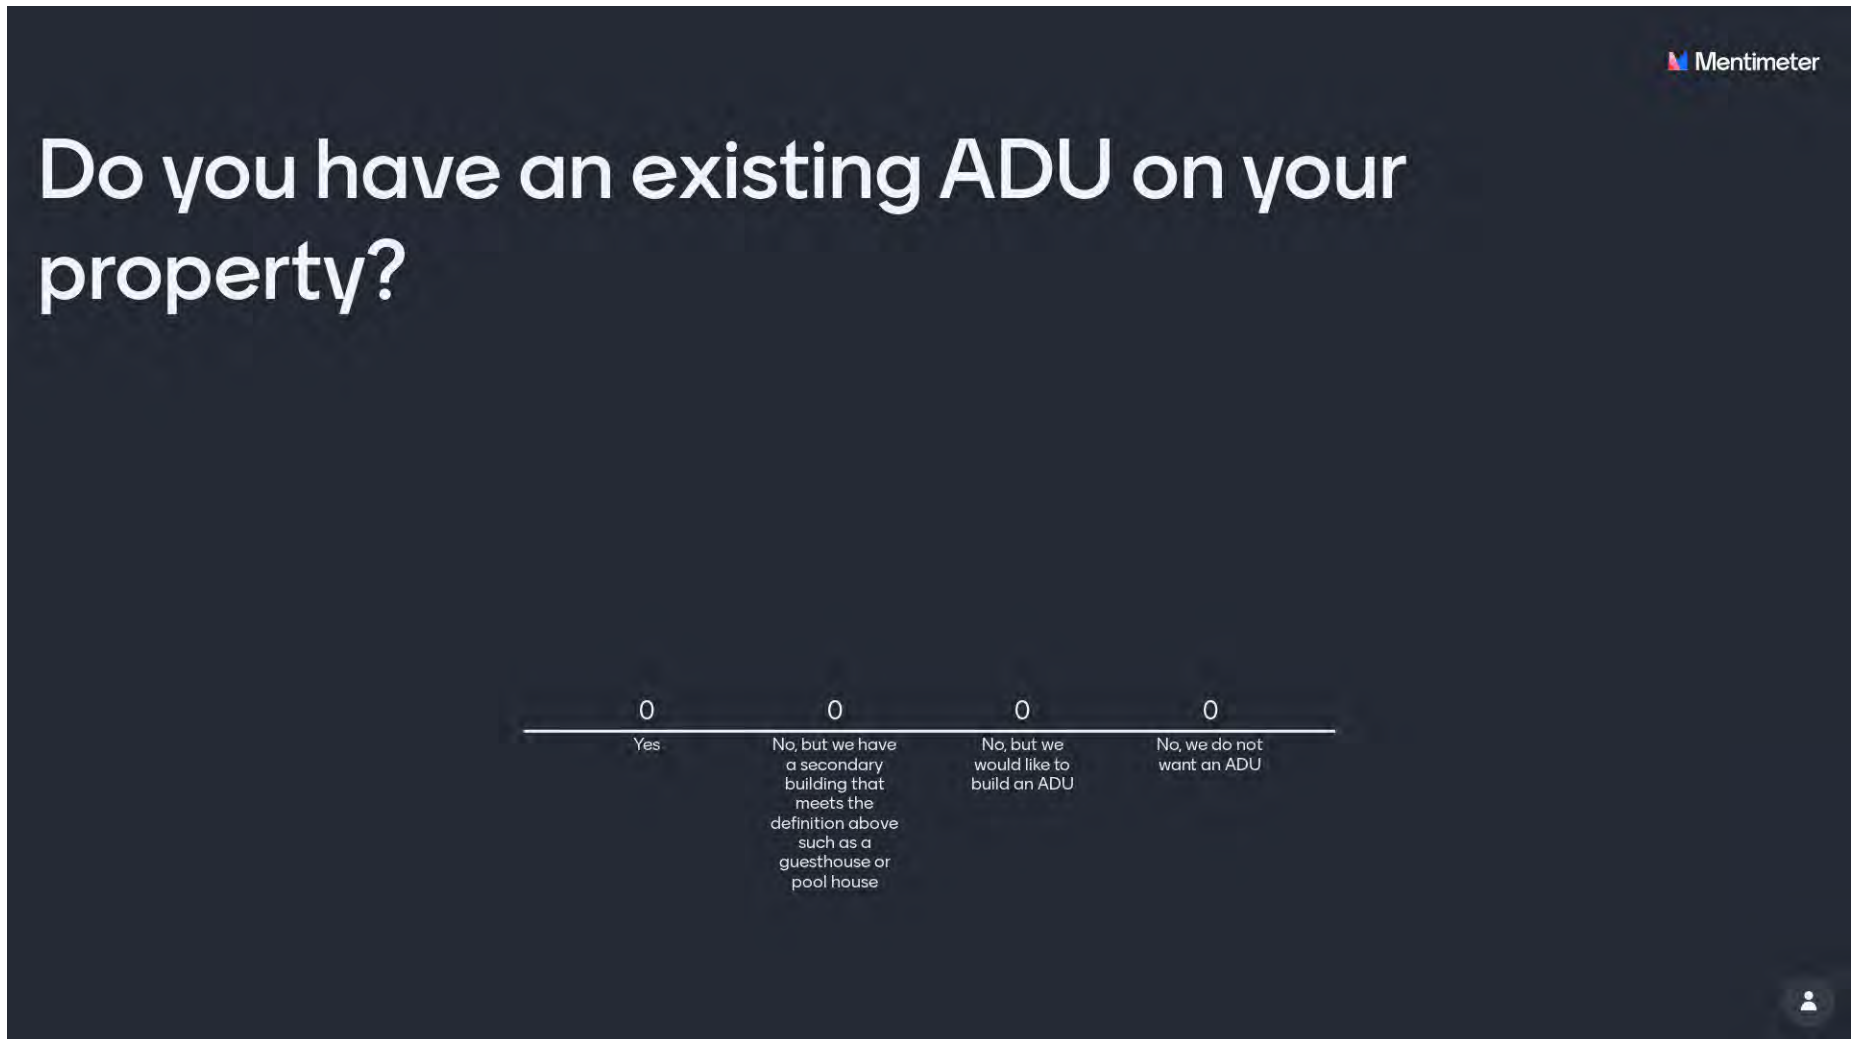 Mentimeter
Do you have an existing ADU on your
property?
0
0
0
0
Yes
No, but we have
a secondary
building that
meets the
definition above
such as a
guesthouse or
pool house
No, but we
would like to
build an ADU
No, we do not
want an ADU